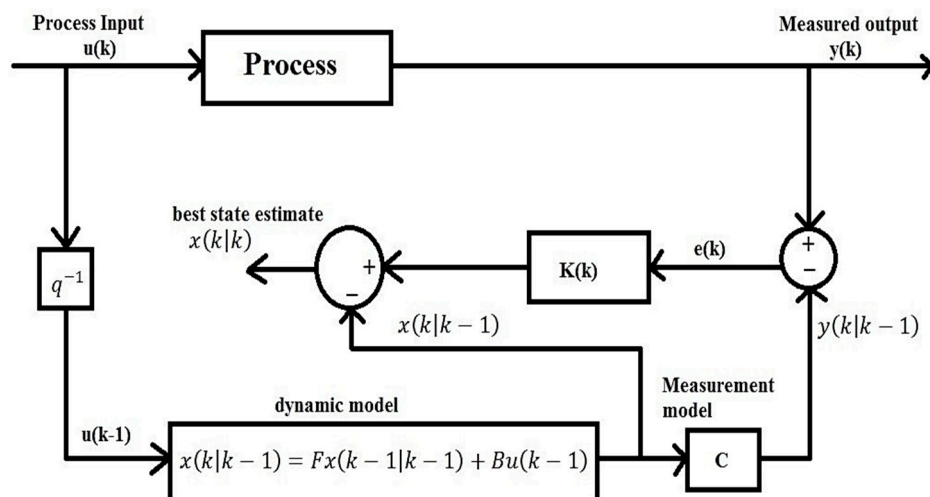 Process Input
u(k)
Process
Measured output
y(k)
best state estimate
x(k|k)
+
−
K(k)
e(k)
+
−
q⁻¹
x(k|k − 1)
y(k|k − 1)
Measurement
model
dynamic model
u(k-1)
x(k|k − 1) = Fx(k − 1|k − 1) + Bu(k − 1)
C